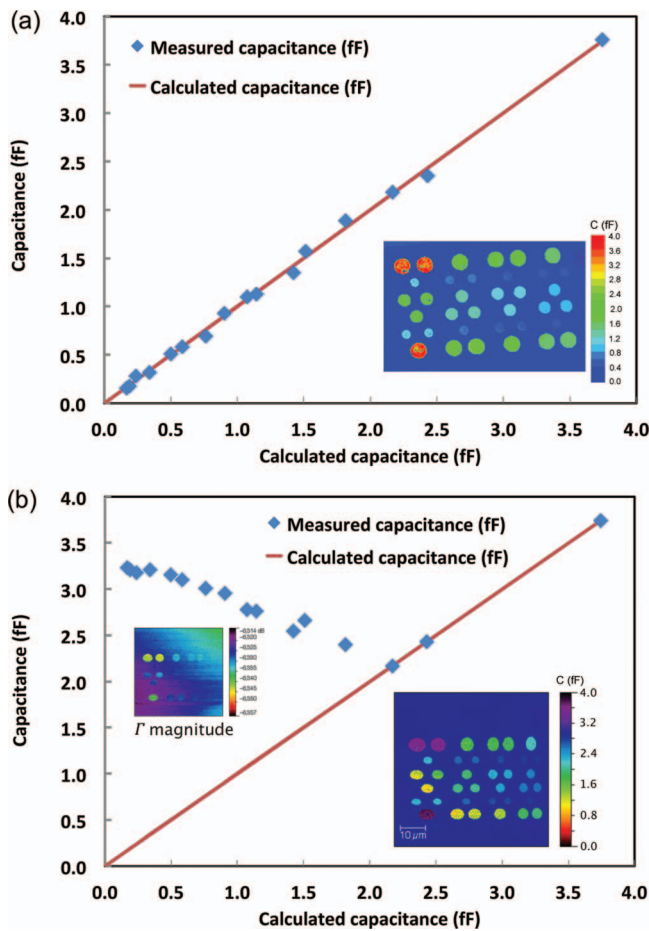 (a)
4.0
3.5
3.0
2.5
2.0
1.5
1.0
0.5
0.0
Capacitance (fF)
Measured capacitance (fF)
Calculated capacitance (fF)
C (fF)
4.0
3.6
3.2
2.8
2.4
2.0
1.6
1.2
0.8
0.4
0.0
0.0 0.5 1.0 1.5 2.0 2.5 3.0 3.5 4.0
Calculated capacitance (fF)
(b)
4.0
3.5
3.0
2.5
2.0
1.5
1.0
0.5
0.0
Capacitance (fF)
Measured capacitance (fF)
Calculated capacitance (fF)
Γ magnitude
C (fF)
4.0
3.2
2.4
1.6
0.8
0.0
10 μm
0.0 0.5 1.0 1.5 2.0 2.5 3.0 3.5 4.0
Calculated capacitance (fF)